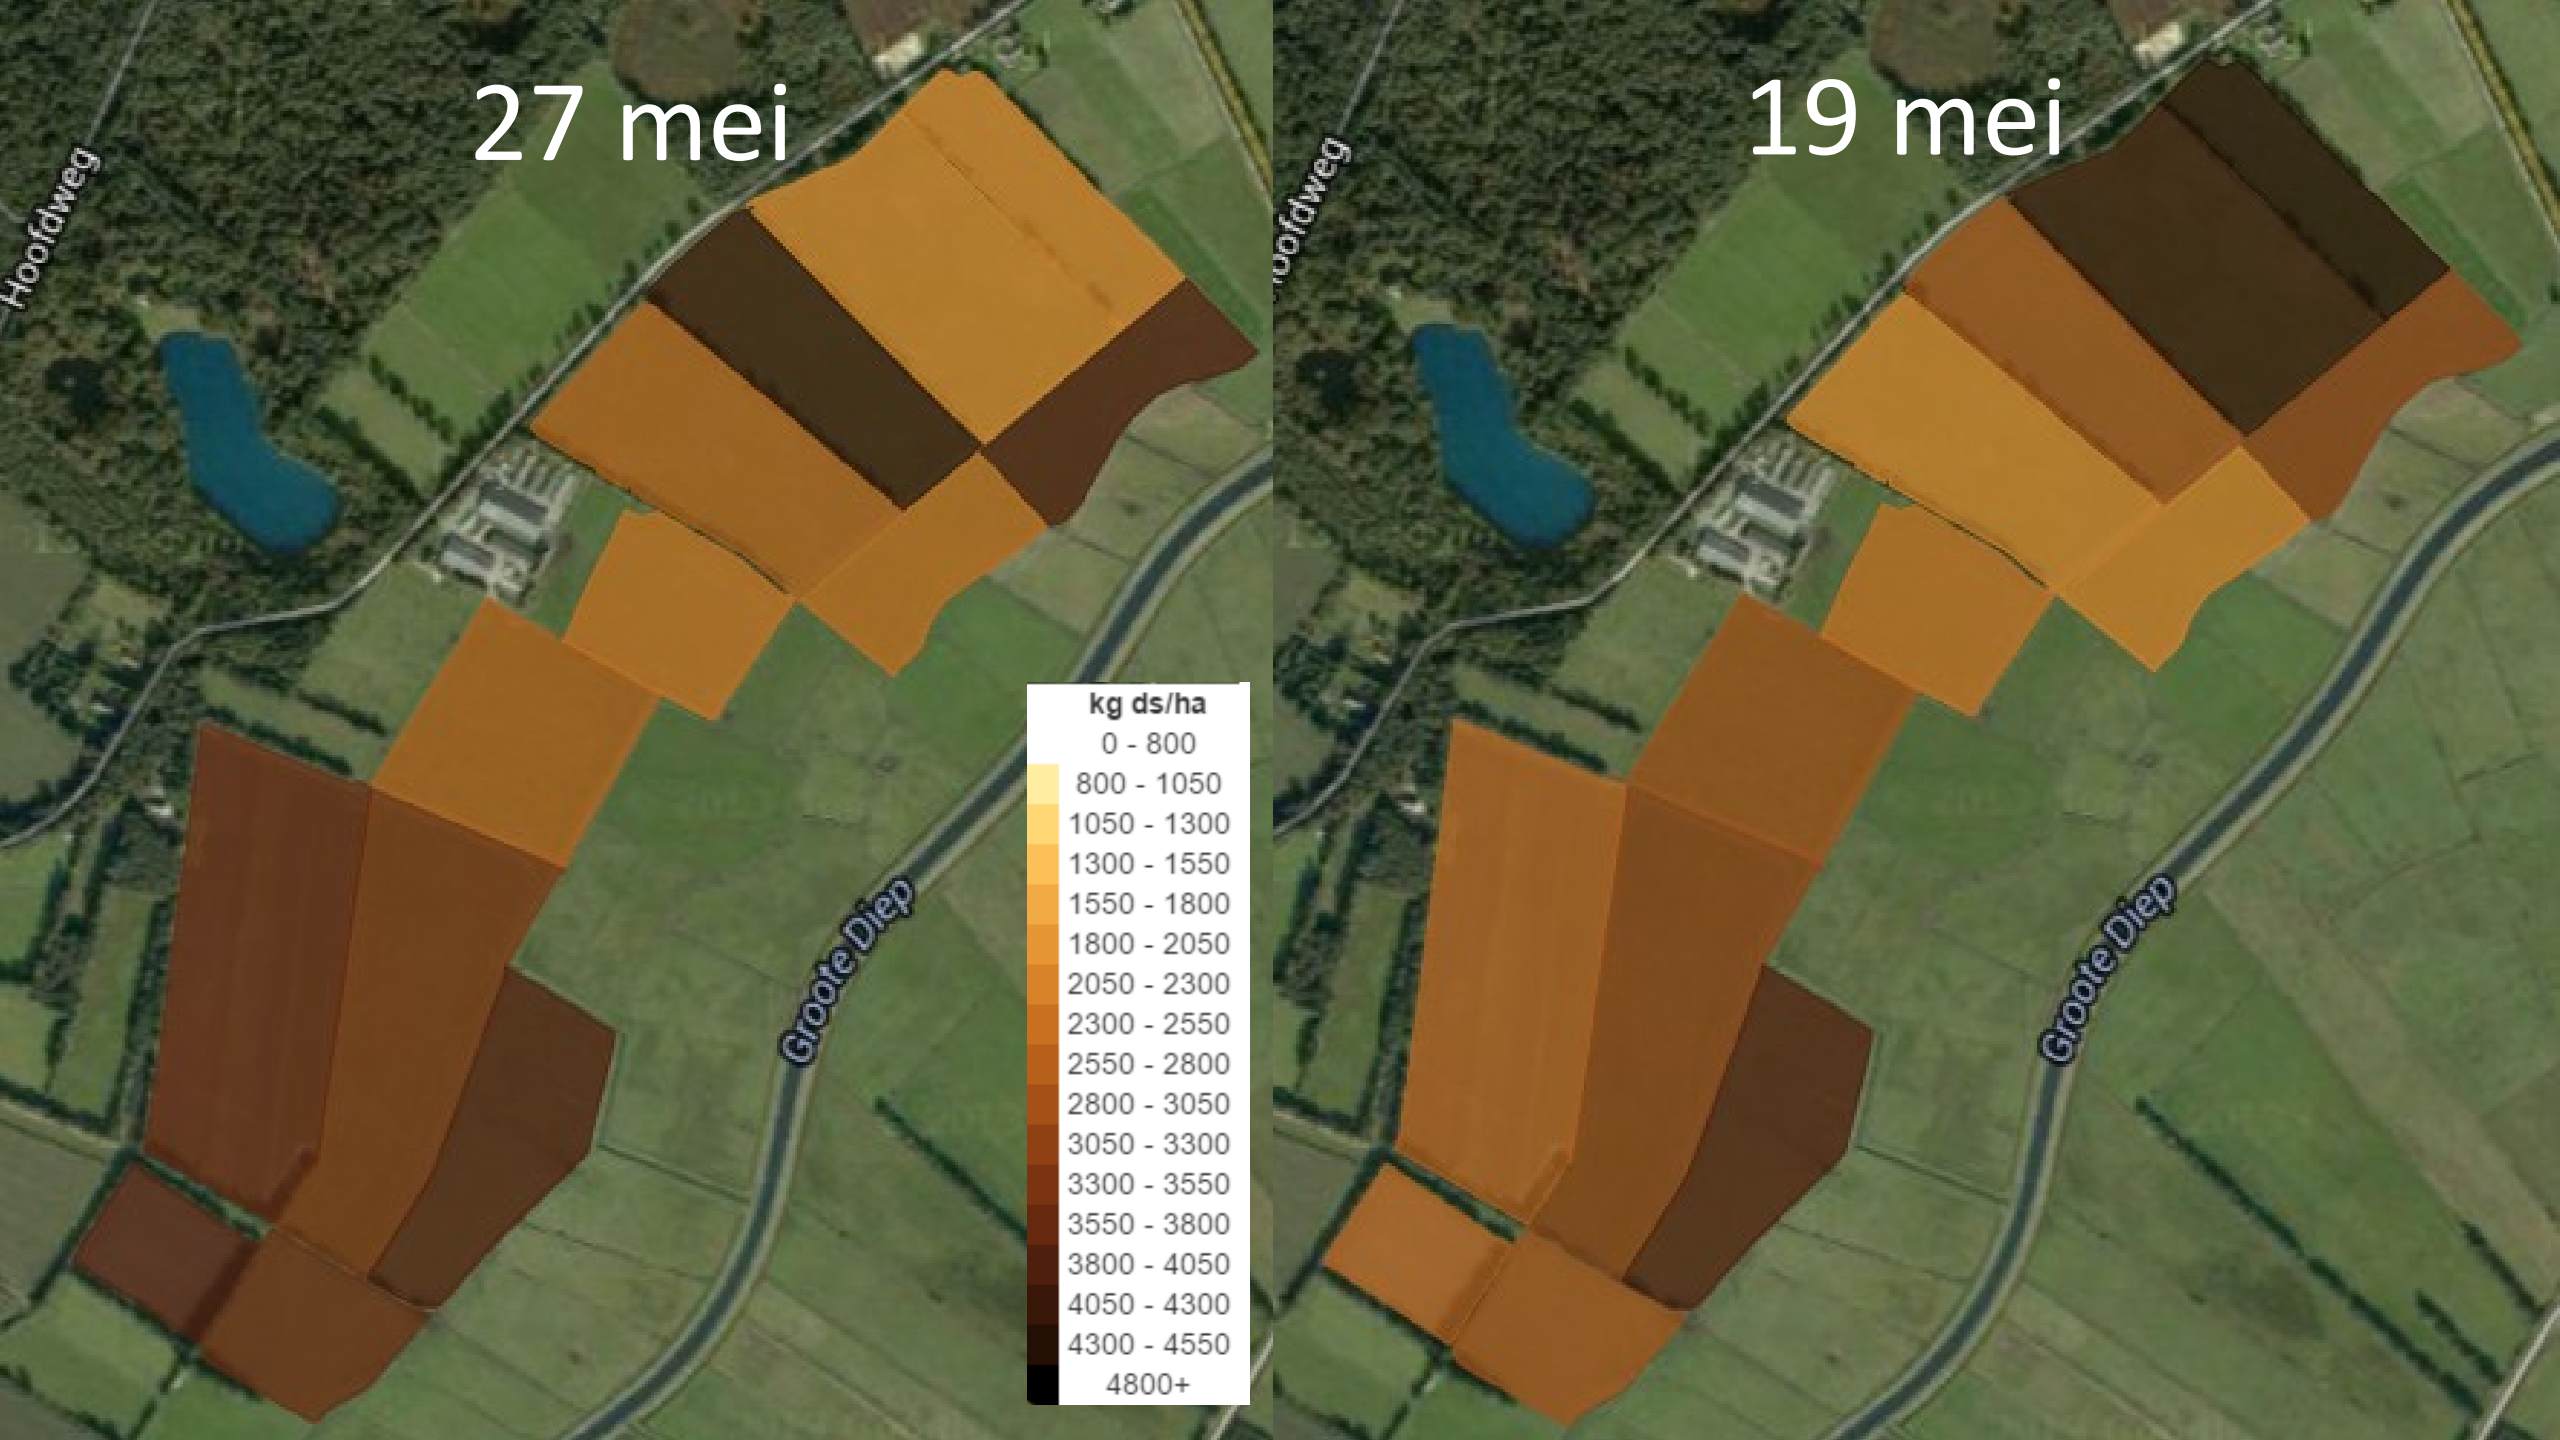 27 mei
19 mei
Hoofdweg
oofdweg
kg ds/ha
0 - 800
800 - 1050
1050 - 1300
1300 - 1550
1550 - 1800
1800 - 2050
2050 - 2300
2300 - 2550
2550 - 2800
2800 - 3050
3050 - 3300
3300 - 3550
3550 - 3800
3800 - 4050
4050 - 4300
4300 - 4550
4800+
Groote Diep
Groote Diep